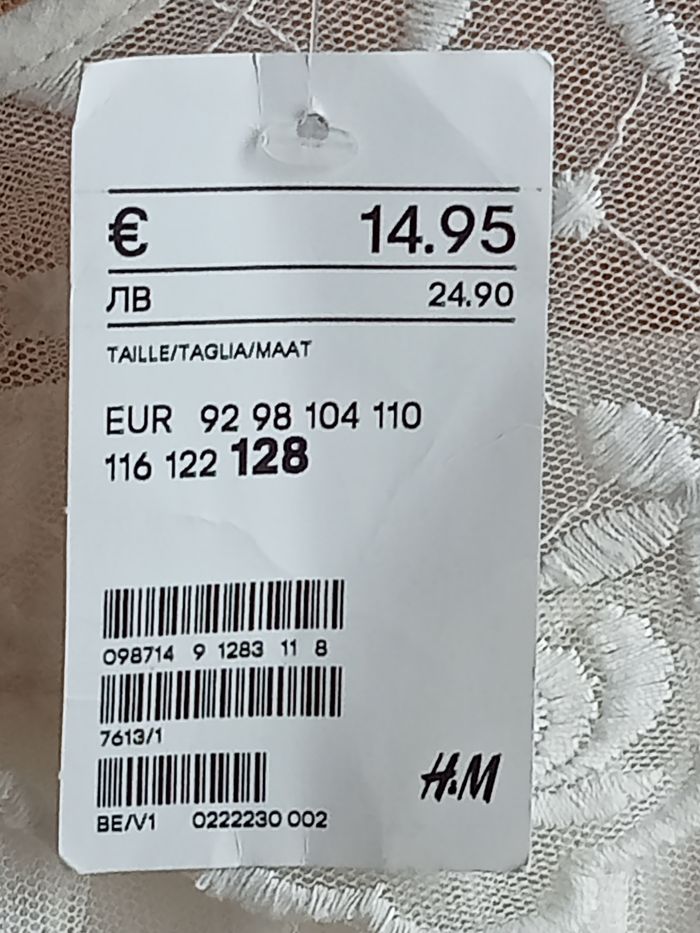 € 14.95
ЛВ 24.90
TAILLE/TAGLIA/MAAT
EUR 92 98 104 110
116 122 128
098714 9 1283 11 8
7613/1
BE/V1 0222230 002
H&M